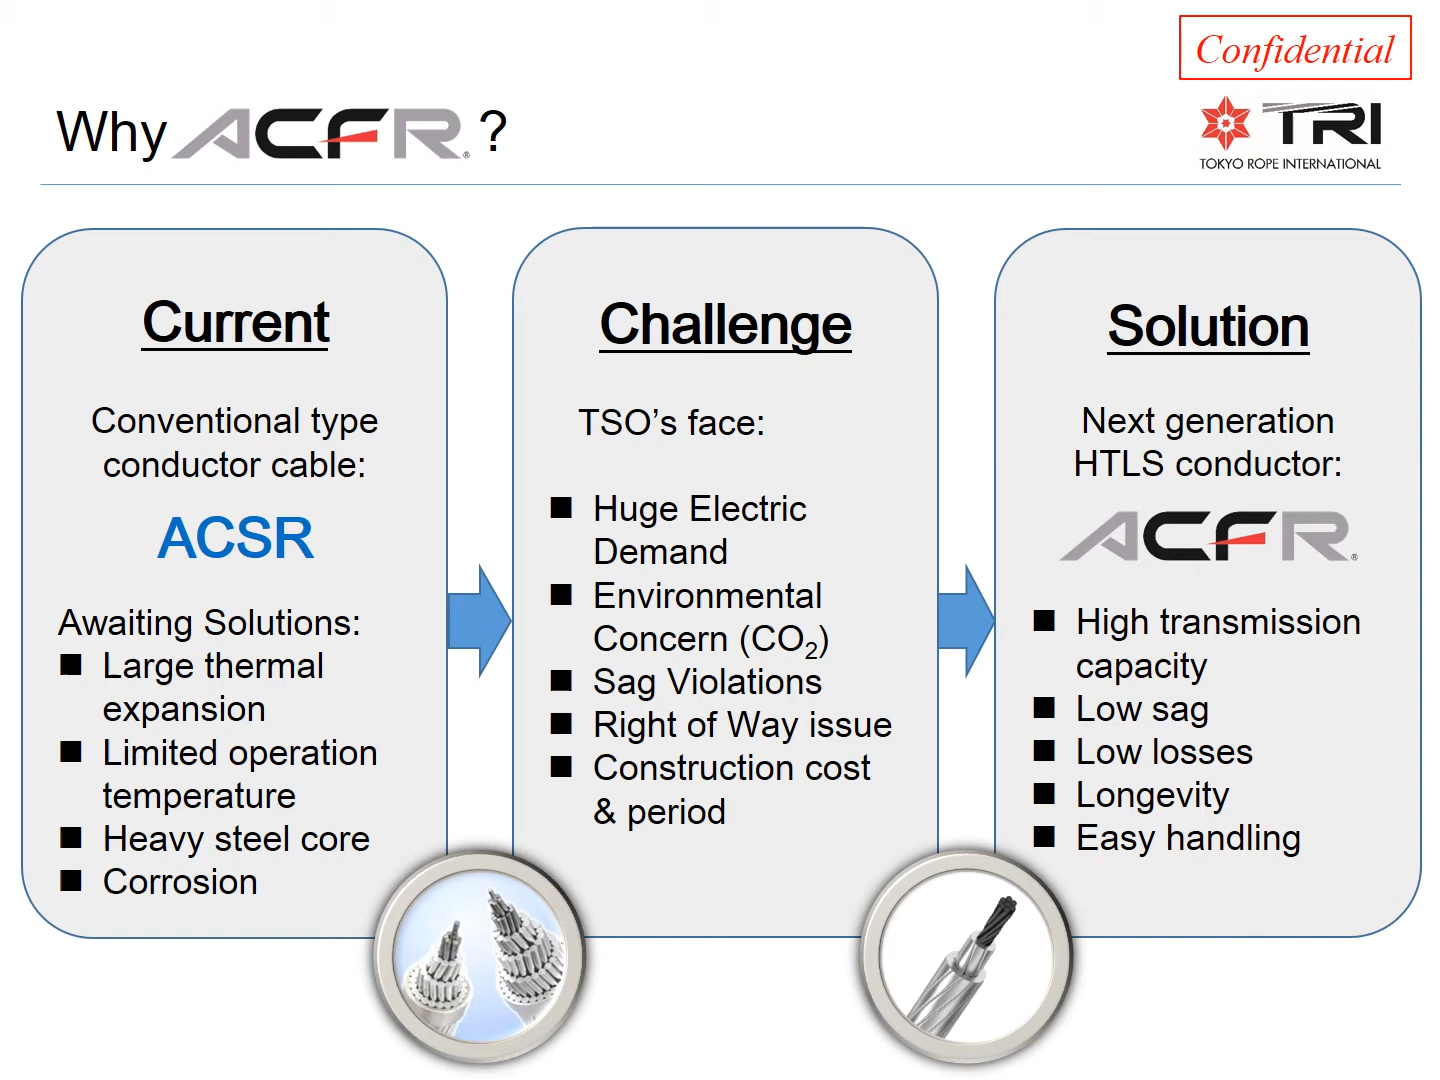 Confidential
Why ACFR® ?
TRI
TOKYO ROPE INTERNATIONAL
Current
Conventional type
conductor cable:
ACSR
Awaiting Solutions:
■ Large thermal
expansion
■ Limited operation
temperature
■ Heavy steel core
■ Corrosion
Challenge
TSO’s face:
■ Huge Electric
Demand
■ Environmental
Concern (CO₂)
■ Sag Violations
■ Right of Way issue
■ Construction cost
& period
Solution
Next generation
HTLS conductor:
ACFR®
■ High transmission
capacity
■ Low sag
■ Low losses
■ Longevity
■ Easy handling